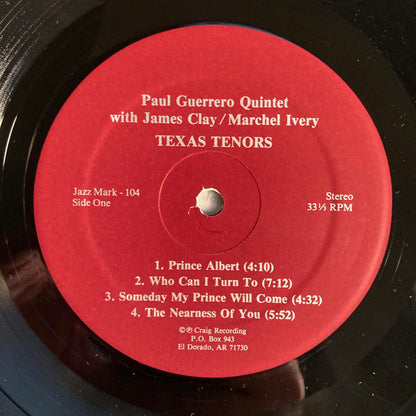 Paul Guerrero Quintet
with James Clay/Marchel Ivery
TEXAS TENORS
Jazz Mark - 104
Side One
Stereo
33⅓ RPM
1. Prince Albert (4:10)
2. Who Can I Turn To (7:12)
3. Someday My Prince Will Come (4:32)
4. The Nearness Of You (5:52)
©℗ Craig Recording
P.O. Box 943
El Dorado, AR 71730